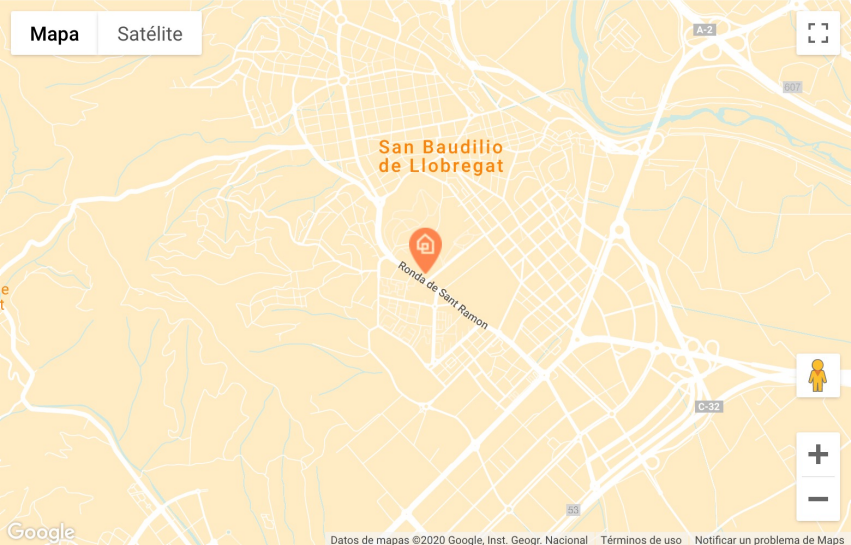 Mapa
Satélite
A-2
607
San Baudilio
de Llobregat
Ronda de Sant Ramon
e
t
C-32
53
Google
Datos de mapas ©2020 Google, Inst. Geogr. Nacional
Términos de uso
Notificar un problema de Maps